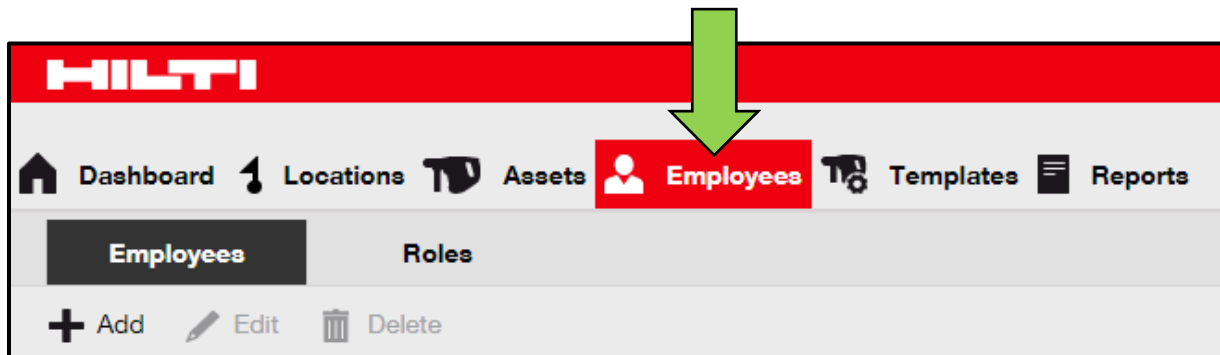 HILTI
Dashboard Locations Assets Employees Templates Reports
Employees Roles
Add Edit Delete